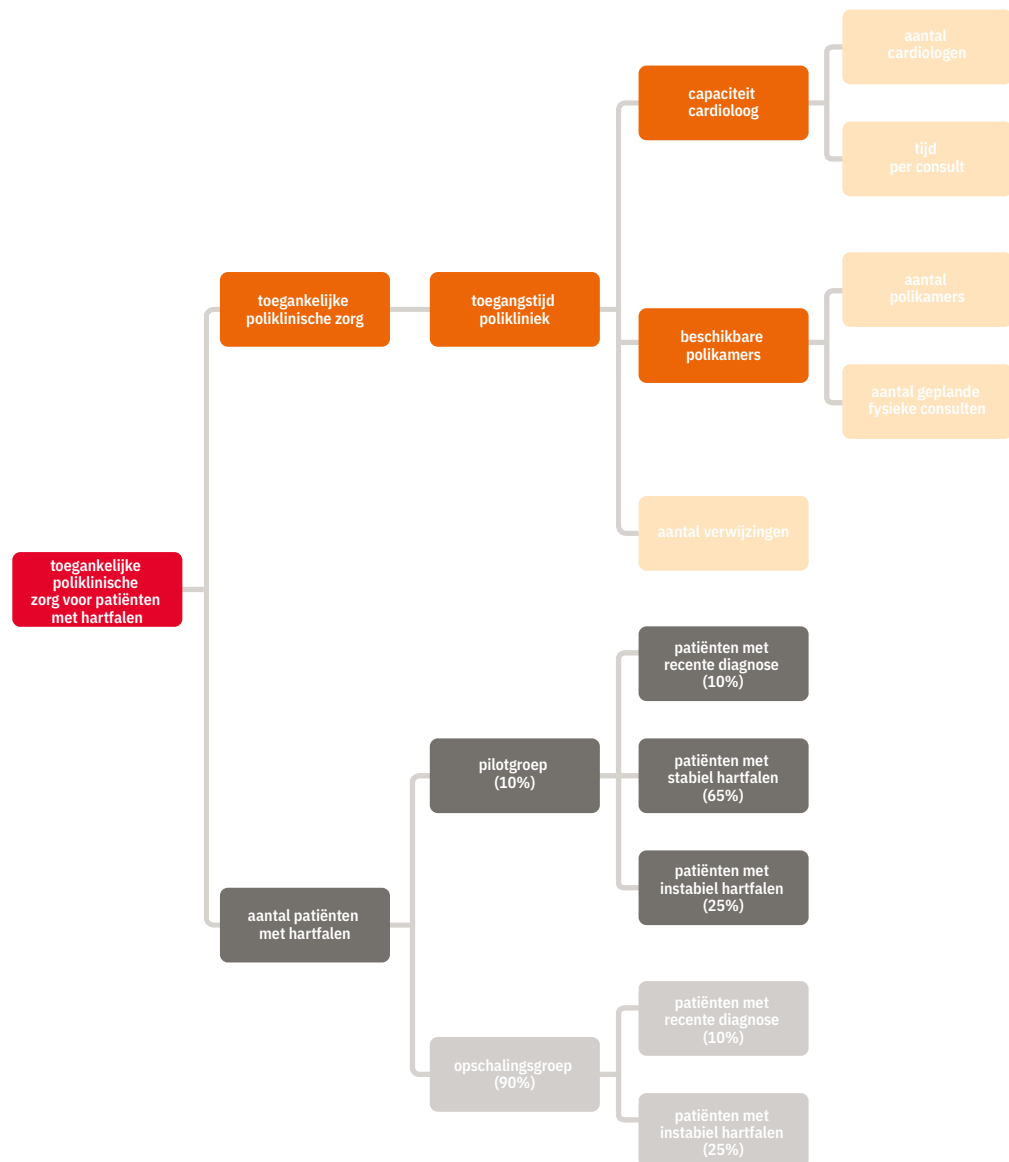 aantal
cardiologen
capaciteit
cardioloog
tijd
per consult
toegankelijke
poliklinische zorg
toegangstijd
polikliniek
aantal
polikamers
beschikbare
polikamers
aantal geplande
fysieke consulten
aantal verwijzingen
toegankelijke
poliklinische
zorg voor patiënten
met hartfalen
patiënten met
recente diagnose
(10%)
pilotgroep
(10%)
patiënten met
stabiel hartfalen
(65%)
patiënten met
instabiel hartfalen
(25%)
aantal patiënten
met hartfalen
patiënten met
recente diagnose
(10%)
opschalingsgroep
(90%)
patiënten met
instabiel hartfalen
(25%)